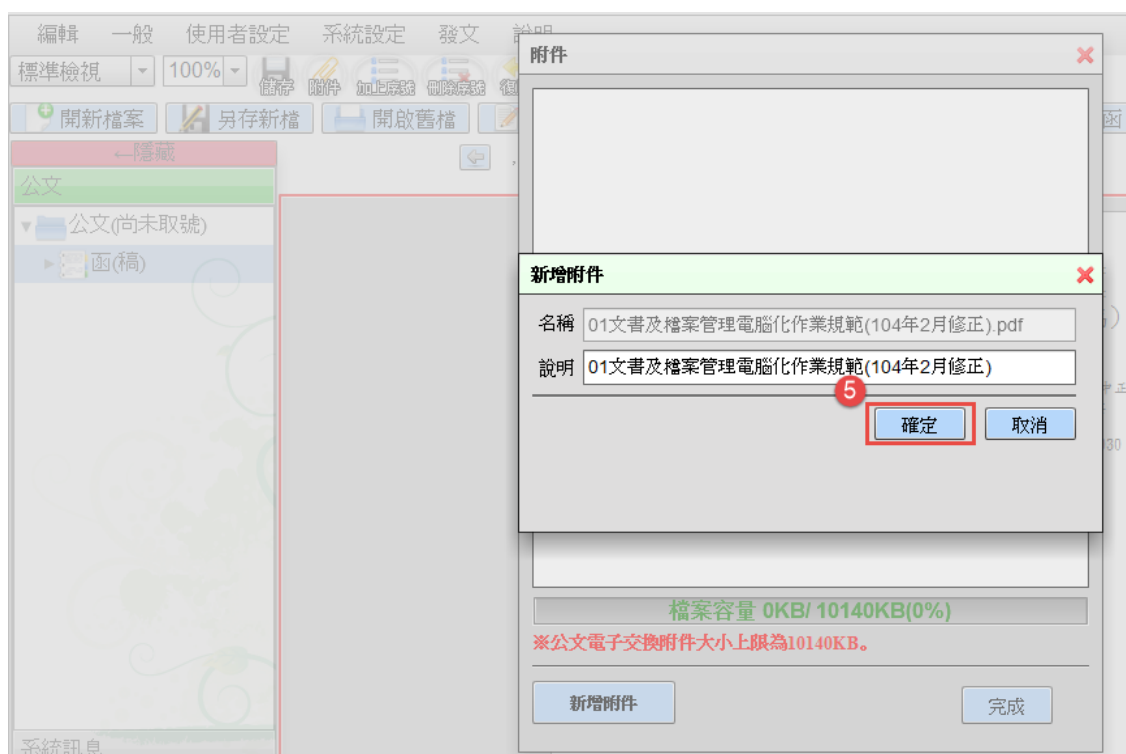 編輯 一般 使用者設定 系統設定 發文 說明
標準檢視 100% 儲存 附件 加上序號 刪除序號
開新檔案 另存新檔 開啟舊檔 函
←隱藏
公文
公文(尚未取號)
函(稿)
系統訊息
附件
新增附件
名稱 01文書及檔案管理電腦化作業規範(104年2月修正).pdf
說明 01文書及檔案管理電腦化作業規範(104年2月修正)
5
確定 取消
檔案容量 0KB/ 10140KB(0%)
※公文電子交換附件大小上限為10140KB。
新增附件 完成